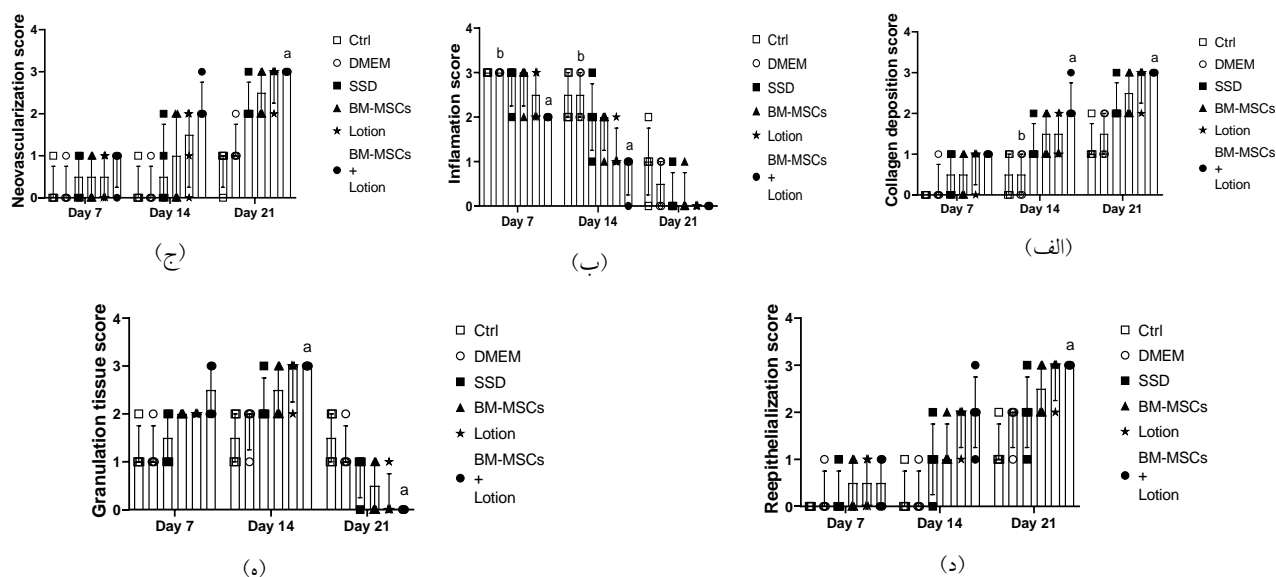 Neovascularization score
4
3
2
1
0
a
Day 7 Day 14 Day 21
Ctrl
DMEM
SSD
BM-MSCs
Lotion
BM-MSCs
+
Lotion
(ج)
Inflamation score
4
3
2
1
0
b b
a
a
Day 7 Day 14 Day 21
Ctrl
DMEM
SSD
BM-MSCs
Lotion
BM-MSCs
+
Lotion
(ب)
Collagen deposition score
4
3
2
1
0
a a
b
Day 7 Day 14 Day 21
Ctrl
DMEM
SSD
BM-MSCs
Lotion
BM-MSCs
+
Lotion
(الف)
Granulation tissue score
4
3
2
1
0
a
a
Day 7 Day 14 Day 21
Ctrl
DMEM
SSD
BM-MSCs
Lotion
BM-MSCs
+
Lotion
(ه)
Reepithelialization score
4
3
2
1
0
a
Day 7 Day 14 Day 21
Ctrl
DMEM
SSD
BM-MSCs
Lotion
BM-MSCs
+
Lotion
(د)